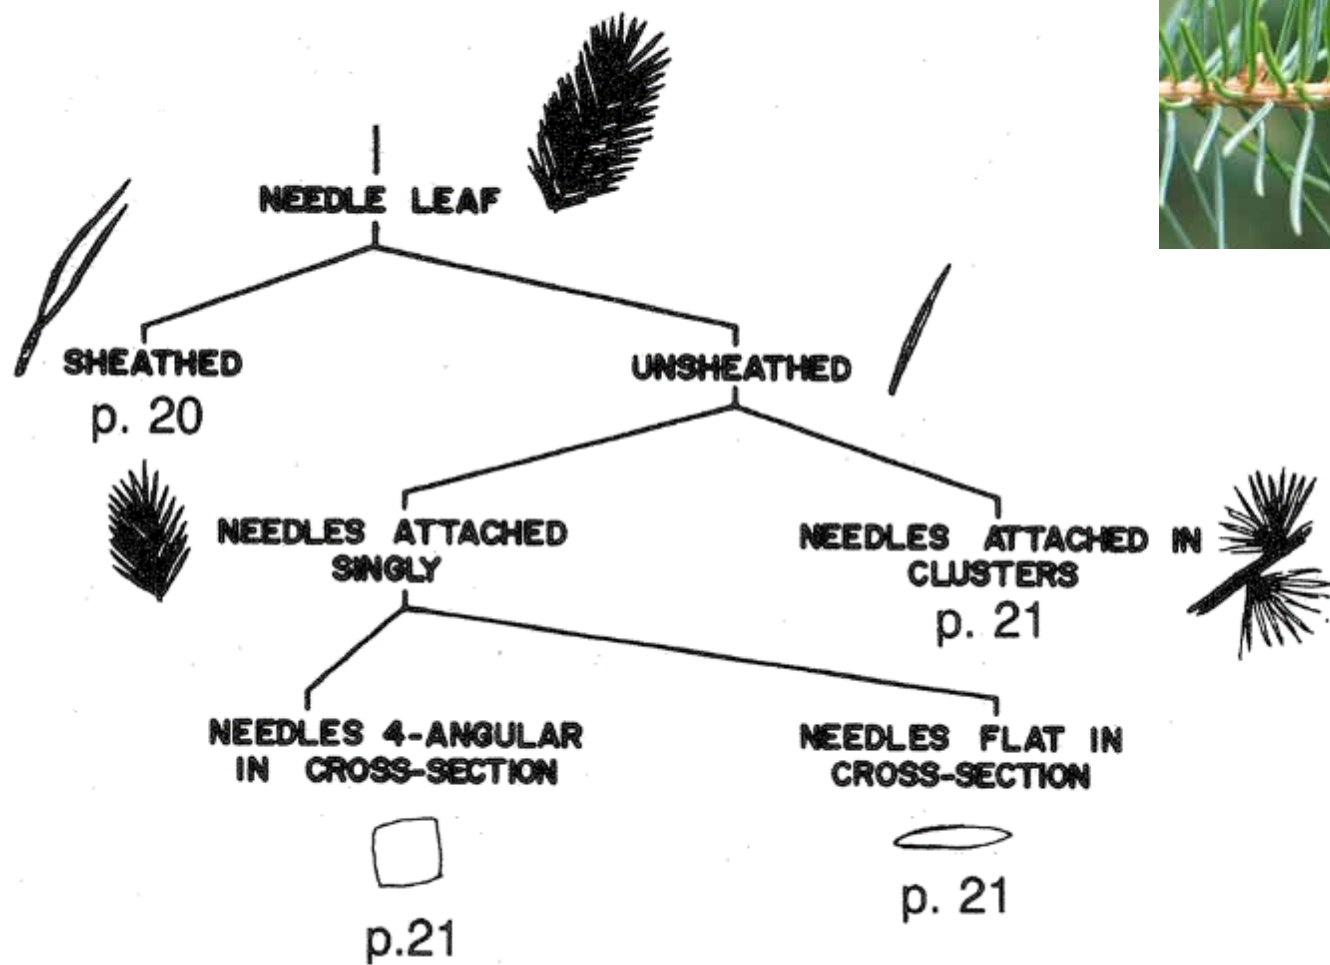 NEEDLE LEAF
SHEATHED
p. 20
UNSHEATHED
NEEDLES ATTACHED
SINGLY
NEEDLES ATTACHED IN
CLUSTERS
p. 21
NEEDLES 4-ANGULAR
IN CROSS-SECTION
p.21
NEEDLES FLAT IN
CROSS-SECTION
p. 21